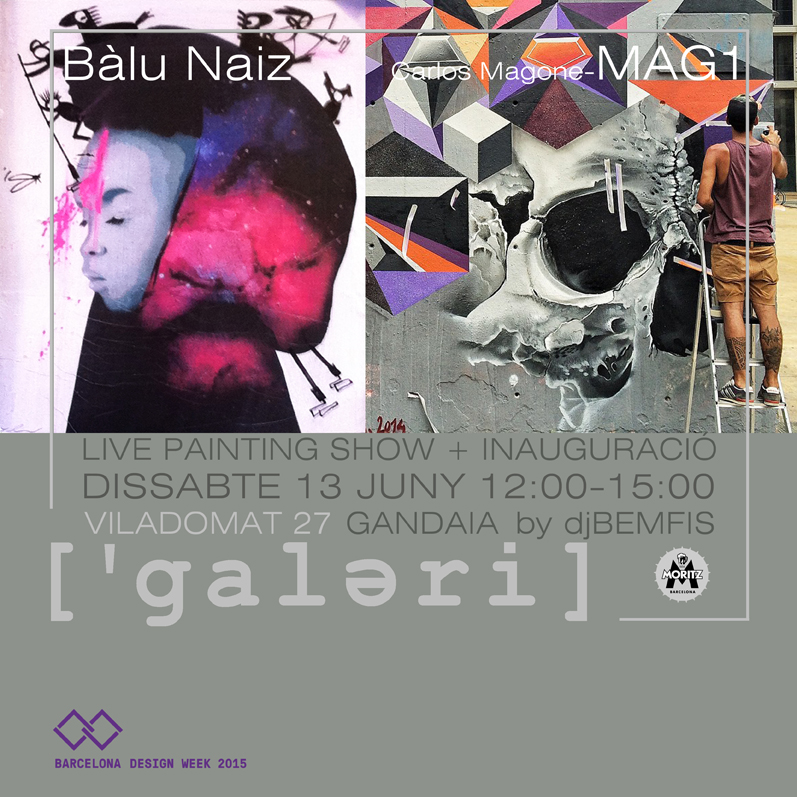 Bàlu Naiz
Carlos Magone-MAG1
2014
LIVE PAINTING SHOW + INAUGURACIÓ
DISSABTE 13 JUNY 12:00-15:00
VILADOMAT 27 GANDAIA by djBEMFIS
['galəri]
MORITZ
BARCELONA
BARCELONA DESIGN WEEK 2015